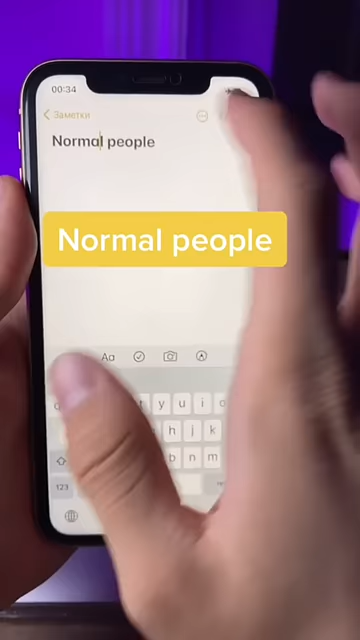 00:34
Заметки
Normal people
Normal people
Aa
t y u i o
h j k
b n m
123